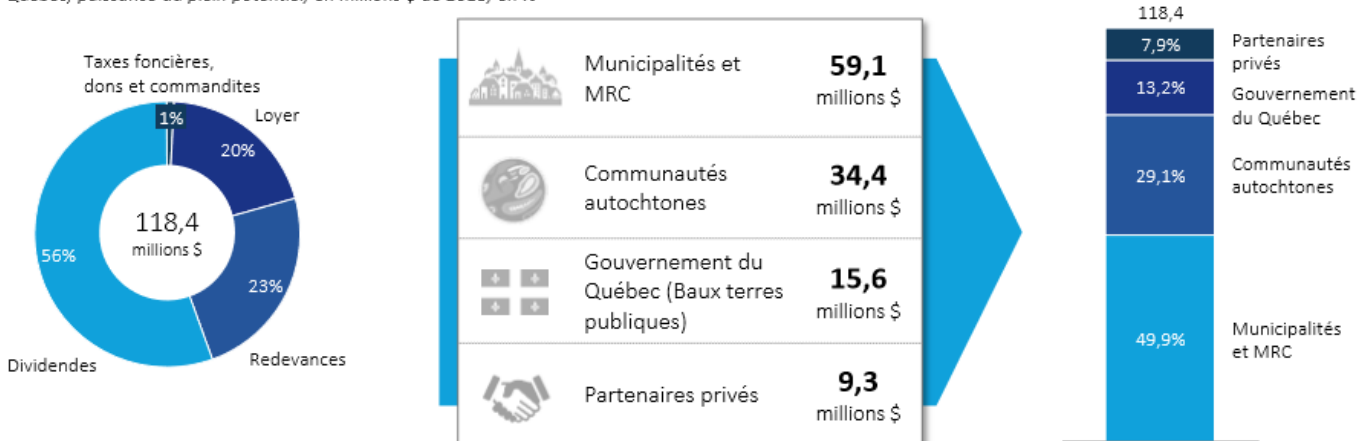 Taxes foncières,
dons et commandites
1%
Loyer
20%
118,4
millions $
56%
23%
Dividendes
Redevances
Municipalités et
MRC
59,1
millions $
Communautés
autochtones
34,4
millions $
Gouvernement du
Québec (Baux terres
publiques)
15,6
millions $
Partenaires privés
9,3
millions $
118,4
7,9%
Partenaires
privés
13,2%
Gouvernement
du Québec
29,1%
Communautés
autochtones
49,9%
Municipalités
et MRC